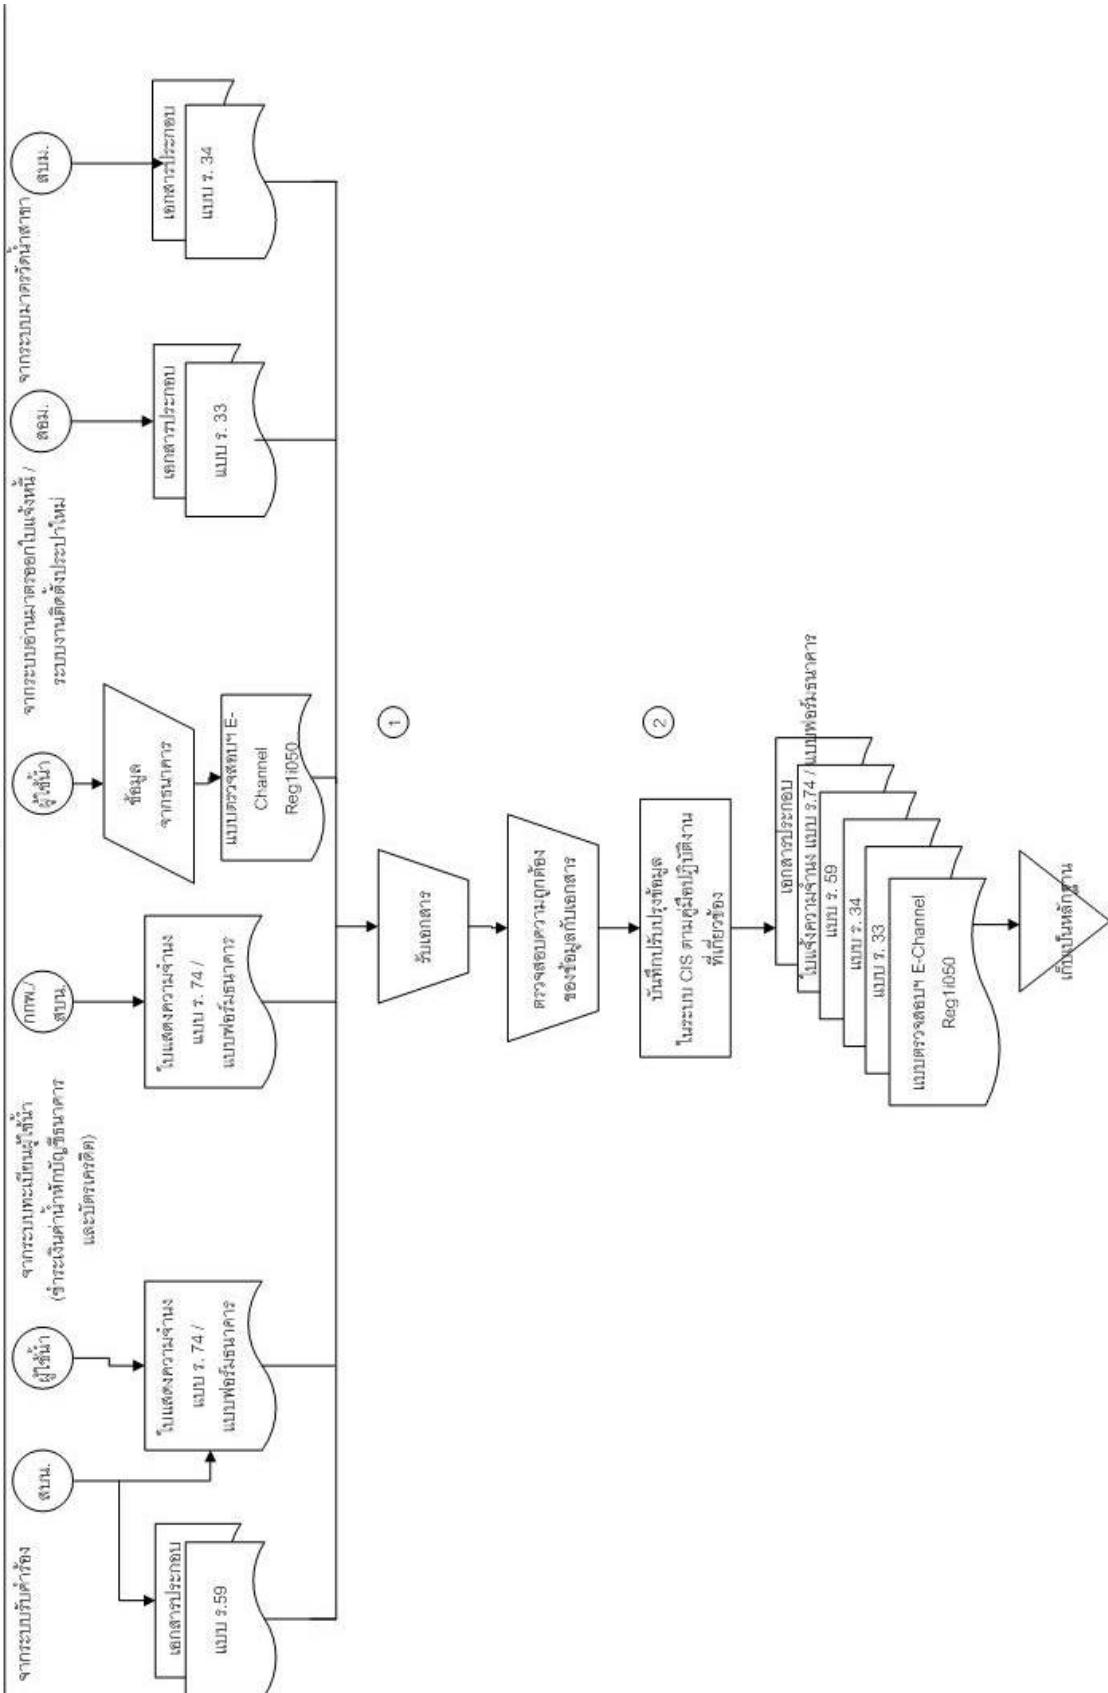 จากระบบรับคำร้อง
สบน.
ผู้ใช้น้ำ
จากระบบทะเบียนผู้ใช้น้ำ
(ชำระเงินค่าน้ำหักบัญชีธนาคาร
และบัตรเครดิต)
กกพ./
สบน.
ผู้ใช้น้ำ
จากระบบอ่านมาตรออกใบแจ้งหนี้ /
ระบบงานติดตั้งประปาใหม่
สอม.
จากระบบมาตรวัดน้ำสาขา
สบม.
เอกสารประกอบ
แบบ ร.59
ใบแสดงความจำนง
แบบ ร. 74 /
แบบฟอร์มธนาคาร
ใบแสดงความจำนง
แบบ ร. 74 /
แบบฟอร์มธนาคาร
ข้อมูล
จากธนาคาร
แบบตรวจสอบฯ E-
Channel
Reg1i050
เอกสารประกอบ
แบบ ร. 33
เอกสารประกอบ
แบบ ร. 34
รับเอกสาร
1
ตรวจสอบความถูกต้อง
ของข้อมูลกับเอกสาร
บันทึกปรับปรุงข้อมูล
ในระบบ CIS ตามคู่มือปฏิบัติงาน
ที่เกี่ยวข้อง
2
เอกสารประกอบ
ใบแจ้งความจำนง แบบ ร.74 / แบบฟอร์มธนาคาร
แบบ ร. 59
แบบ ร. 34
แบบ ร. 33
แบบตรวจสอบฯ E-Channel
Reg1i050
เก็บเป็นหลักฐาน